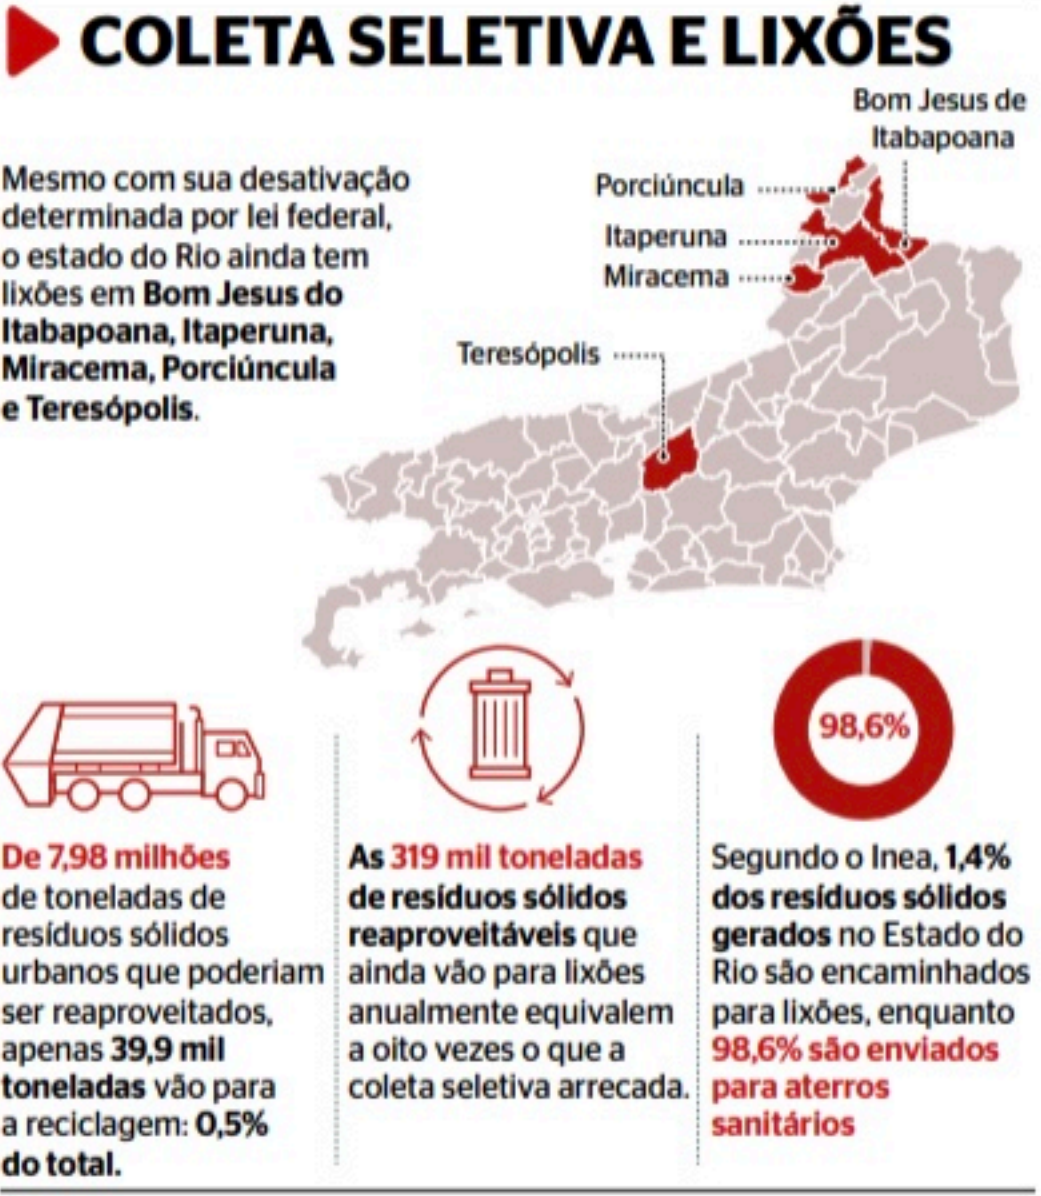 COLETA SELETIVA E LIXÕES
Mesmo com sua desativação
determinada por lei federal,
o estado do Rio ainda tem
lixões em Bom Jesus do
Itabapoana, Itaperuna,
Miracema, Porciúncula
e Teresópolis.
Bom Jesus de
Itabapoana
Porciúncula
Itaperuna
Miracema
Teresópolis
De 7,98 milhões
de toneladas de
resíduos sólidos
urbanos que poderiam
ser reaproveitados,
apenas 39,9 mil
toneladas vão para
a reciclagem: 0,5%
do total.
As 319 mil toneladas
de resíduos sólidos
reaproveitáveis que
ainda vão para lixões
anualmente equivalem
a oito vezes o que a
coleta seletiva arrecada.
98,6%
Segundo o Inea, 1,4%
dos resíduos sólidos
gerados no Estado do
Rio são encaminhados
para lixões, enquanto
98,6% são enviados
para aterros
sanitários